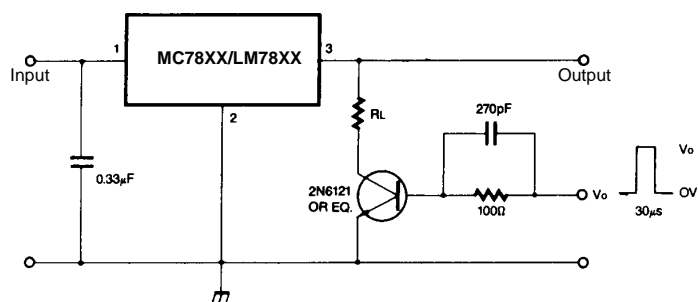 MC78XX/LM78XX
1
3
2
Input
Output
0.33μF
RL
270pF
2N6121
OR EQ.
100Ω
Vo
Vo
OV
30μs